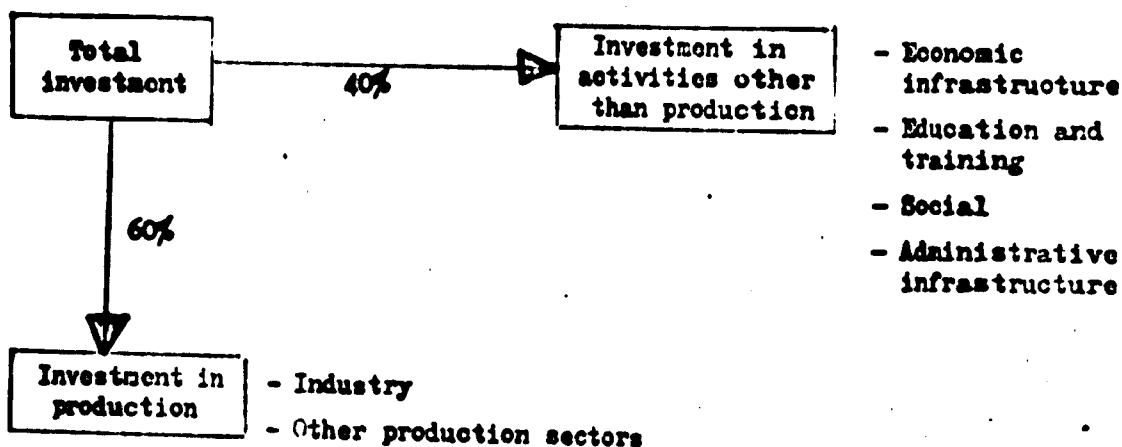 Total
investment
40%
Investment in
activities other
than production
- Economic
infrastructure
- Education and
training
- Social
- Administrative
infrastructure
60%
Investment in
production
- Industry
- Other production sectors